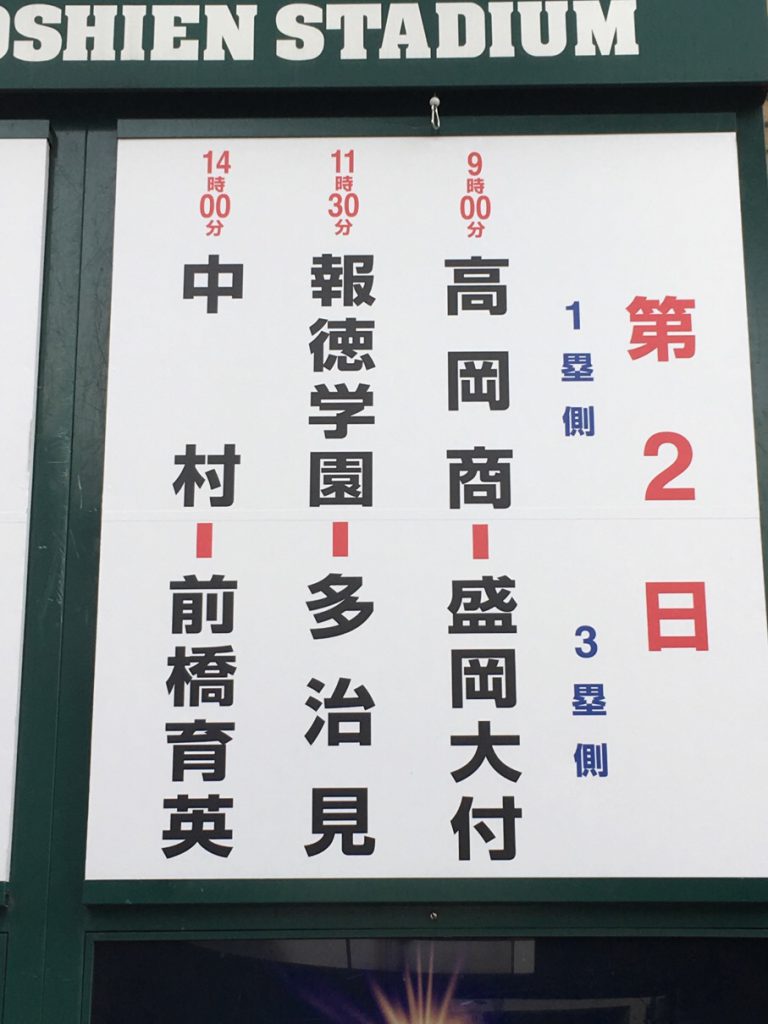 OSHIEN STADIUM
第2日
1塁側
3塁側
9時00分
高岡商-盛岡大付
11時30分
報徳学園-多治見
14時00分
中村-前橋育英